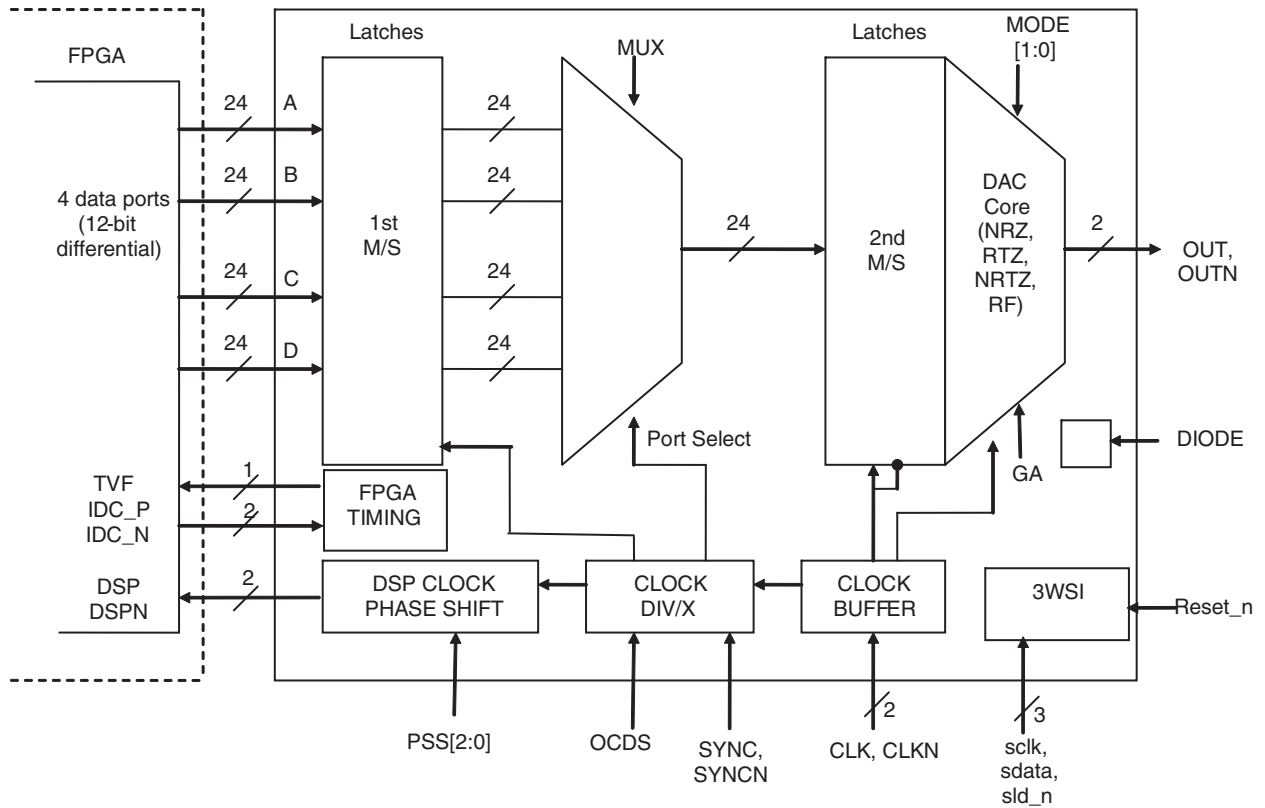 Latches
Latches
MODE
[1:0]
FPGA
MUX
24
A
24
24
B
24
4 data ports
(12-bit
differential)
1st
M/S
24
2nd
M/S
DAC
Core
(NRZ,
RTZ,
NRTZ,
RF)
2
OUT,
OUTN
24
C
24
24
D
24
Port Select
DIODE
GA
TVF
IDC_P
IDC_N
1
2
FPGA
TIMING
DSP
DSPN
2
DSP CLOCK
PHASE SHIFT
CLOCK
DIV/X
CLOCK
BUFFER
3WSI
Reset_n
2
3
PSS[2:0]
OCDS
SYNC,
SYNCN
CLK, CLKN
sclk,
sdata,
sld_n